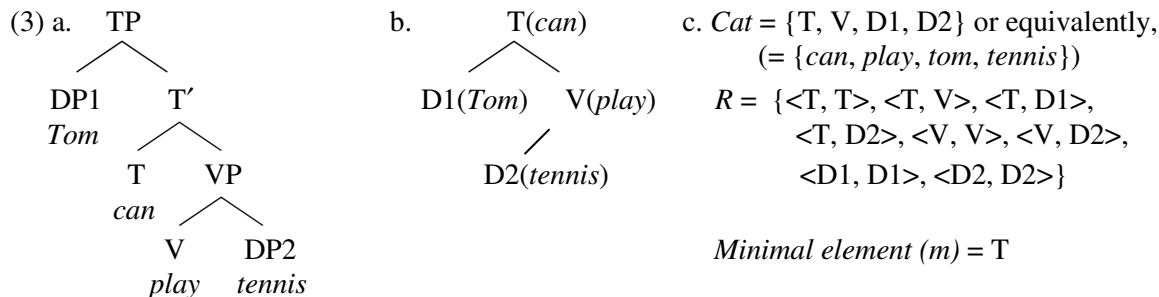 (3) a. TP b. T(can) c. Cat = {T, V, D1, D2} or equivalently,
(= {can, play, tom, tennis})
DP1 T′ D1(Tom) V(play) R = {<T, T>, <T, V>, <T, D1>,
Tom <T, D2>, <V, V>, <V, D2>,
T VP D2(tennis) <D1, D1>, <D2, D2>}
can
V DP2 Minimal element (m) = T
play tennis